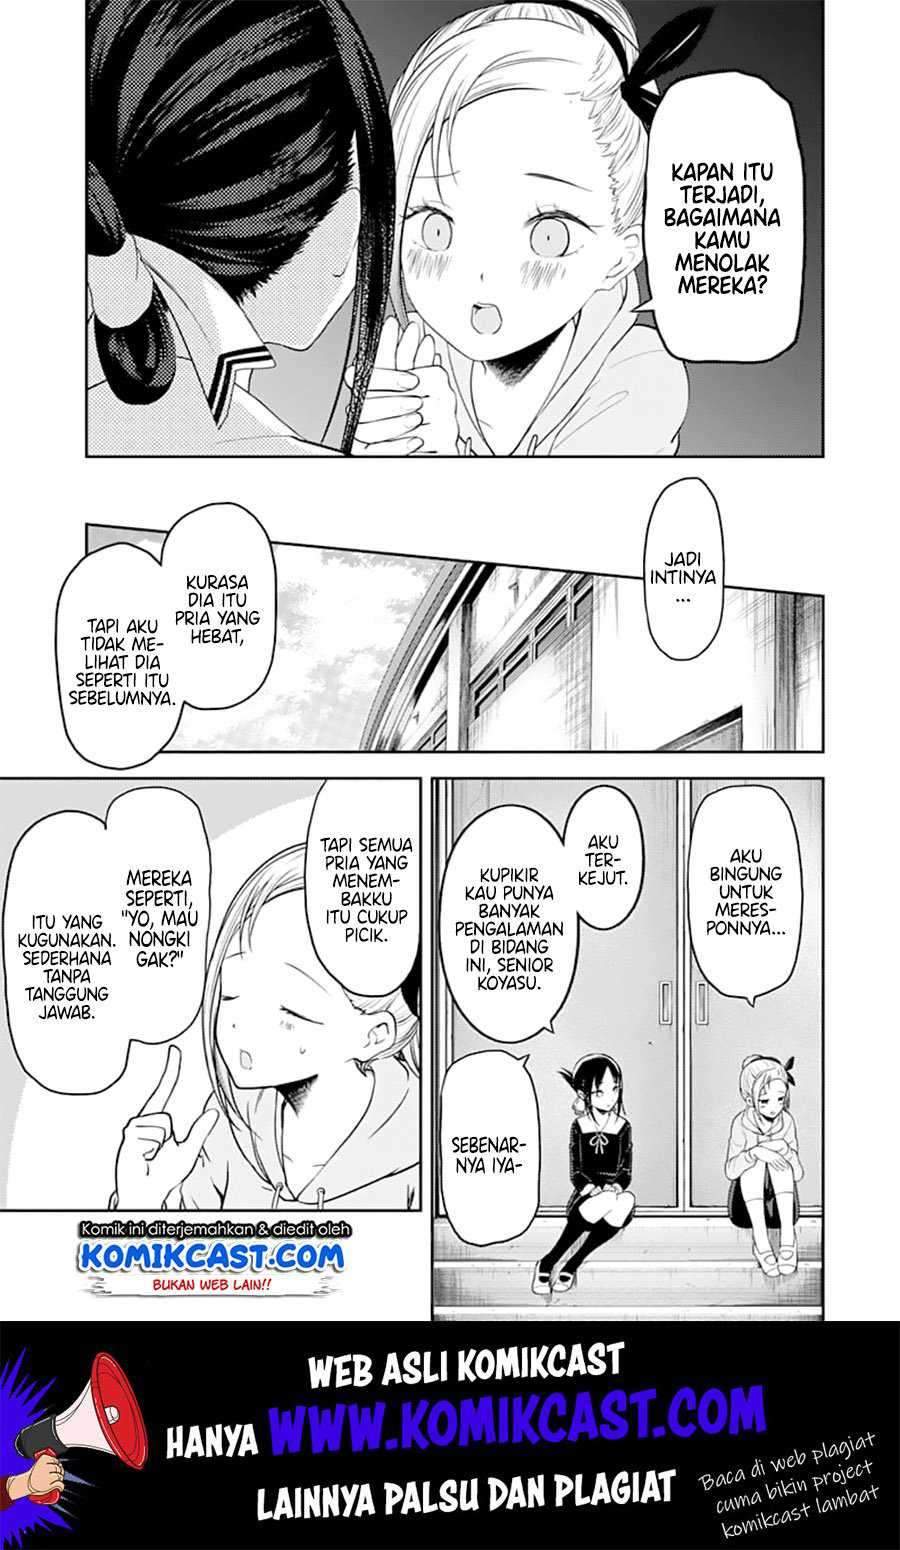 KAPAN ITU
TERJADI,
BAGAIMANA
KAMU
MENOLAK
MEREKA?
JADI
INTINYA
...
KURASA
DIA ITU
PRIA YANG
HEBAT,
TAPI AKU
TIDAK ME-
LIHAT DIA
SEPERTI ITU
SEBELUMNYA.
AKU
BINGUNG
UNTUK
MERES-
PONNYA...
AKU
TER-
KEJUT.
KUPIKIR
KAU PUNYA
BANYAK
PENGALAMAN
DI BIDANG
INI, SENIOR
KOYASU.
SEBENAR-
NYA IYA-
TAPI SEMUA
PRIA YANG
MENEM-
BAKKU
ITU CUKUP
PICIK.
MEREKA
SEPERTI,
"YO, MAU
NONGKI
GAK?"
ITU YANG
KUGUNAKAN.
SEDERHANA
TANPA
TANGGUNG
JAWAB.
Komik ini diterjemahkan & diedit oleh
KOMIKCAST.COM
BUKAN WEB LAIN!!
WEB ASLI KOMIKCAST
HANYA WWW.KOMIKCAST.COM
LAINNYA PALSU DAN PLAGIAT
Baca di web plagiat
cuma bikin project
komikcast lambat